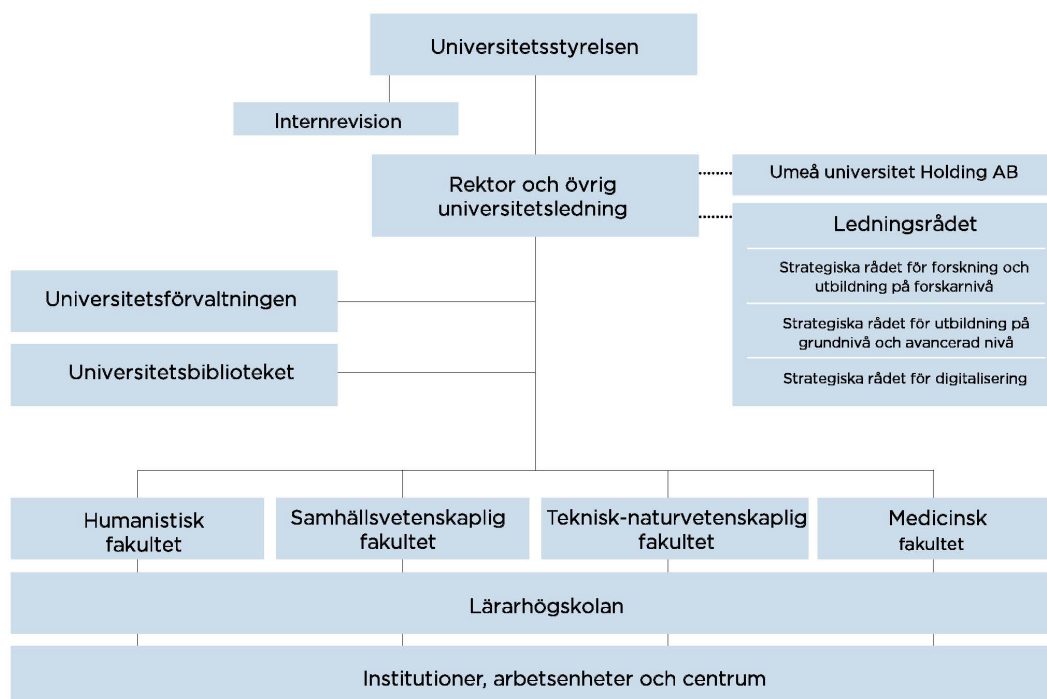 Universitetsstyrelsen
Internrevision
Rektor och övrig
universitetsledning
Umeå universitet Holding AB
Ledningsrådet
Strategiska rådet för forskning och
utbildning på forskarnivå
Strategiska rådet för utbildning på
grundnivå och avancerad nivå
Strategiska rådet för digitalisering
Universitetsförvaltningen
Universitetsbiblioteket
Humanistisk
fakultet
Samhällsvetenskaplig
fakultet
Teknisk-naturvetenskaplig
fakultet
Medicinsk
fakultet
Lärarhögskolan
Institutioner, arbetsenheter och centrum